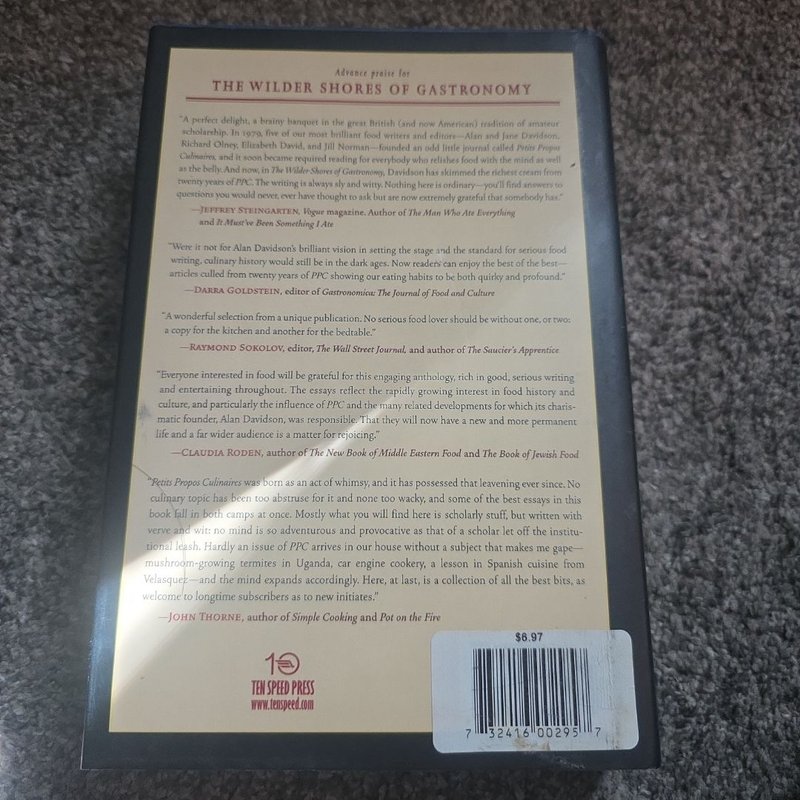 Advance praise for
THE WILDER SHORES OF GASTRONOMY
"A perfect delight, a brainy banquet in the great British (and now American) tradition of amateur
scholarship. In 1979, five of our most brilliant food writers and editors—Alan and Jane Davidson,
Richard Olney, Elizabeth David, and Jill Norman—founded an odd little journal called Petits Propos
Culinaires, and it soon became required reading for everybody who relishes food with the mind as well
as the belly. And now, in The Wilder Shores of Gastronomy, Davidson has skimmed the richest cream from
twenty years of PPC. The writing is always sly and witty. Nothing here is ordinary—you'll find answers to
questions you would never, ever have thought to ask but are now extremely grateful that somebody has."
—JEFFREY STEINGARTEN, Vogue magazine. Author of The Man Who Ate Everything
and It Must've Been Something I Ate
"Were it not for Alan Davidson's brilliant vision in setting the stage and the standard for serious food
writing, culinary history would still be in the dark ages. Now readers can enjoy the best of the best—
articles culled from twenty years of PPC showing our eating habits to be both quirky and profound."
—DARRA GOLDSTEIN, editor of Gastronomica: The Journal of Food and Culture
"A wonderful selection from a unique publication. No serious food lover should be without one, or two:
a copy for the kitchen and another for the bedtable."
—RAYMOND SOKOLOV, editor, The Wall Street Journal, and author of The Saucier's Apprentice
"Everyone interested in food will be grateful for this engaging anthology, rich in good, serious writing
and entertaining throughout. The essays reflect the rapidly growing interest in food history and
culture, and particularly the influence of PPC and the many related developments for which its charis-
matic founder, Alan Davidson, was responsible. That they will now have a new and more permanent
life and a far wider audience is a matter for rejoicing."
—CLAUDIA RODEN, author of The New Book of Middle Eastern Food and The Book of Jewish Food
"Petits Propos Culinaires was born as an act of whimsy, and it has possessed that leavening ever since. No
culinary topic has been too abstruse for it and none too wacky, and some of the best essays in this
book fall in both camps at once. Mostly what you will find here is scholarly stuff, but written with
verve and wit; no mind is so adventurous and provocative as that of a scholar let off the institu-
tional leash. Hardly an issue of PPC arrives in our house without a subject that makes me gape—
mushroom-growing termites in Uganda, car engine cookery, a lesson in Spanish cuisine from
Velasquez—and the mind expands accordingly. Here, at last, is a collection of all the best bits, as
welcome to longtime subscribers as to new initiates."
—JOHN THORNE, author of Simple Cooking and Pot on the Fire
10
TEN SPEED PRESS
www.tenspeed.com
$6.97
7 32416 00295 7